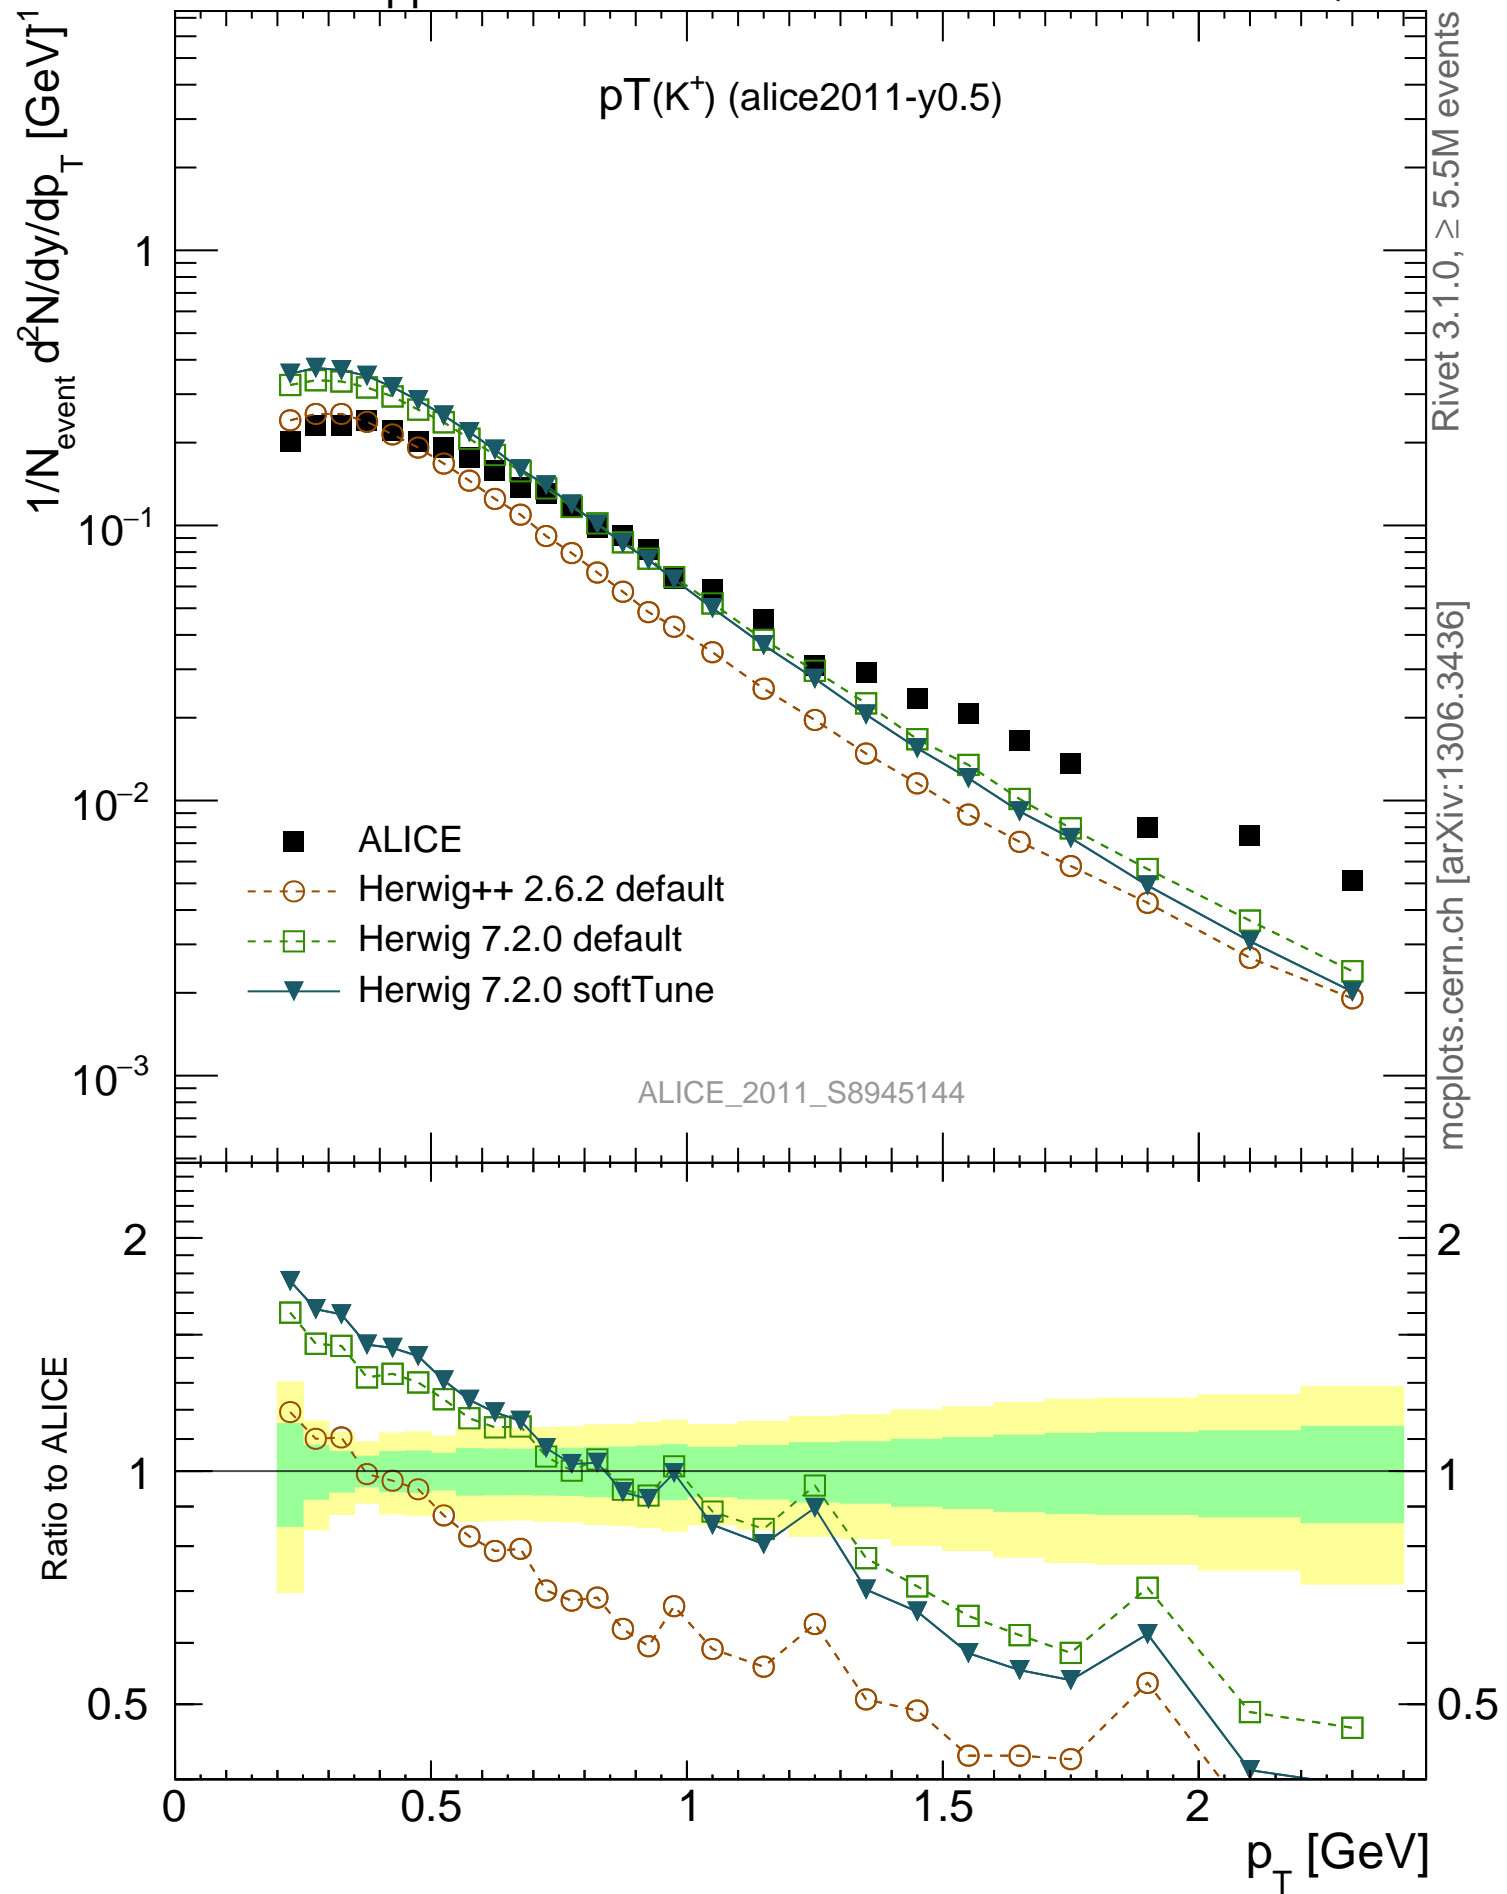 pT(K⁺) (alice2011-y0.5)
1/N_event d²N/dy/dp_T [GeV]⁻¹
1
10⁻¹
10⁻²
10⁻³
ALICE
Herwig++ 2.6.2 default
Herwig 7.2.0 default
Herwig 7.2.0 softTune
ALICE_2011_S8945144
Rivet 3.1.0, ≥ 5.5M events
mcplots.cern.ch [arXiv:1306.3436]
Ratio to ALICE
2
1
0.5
2
1
0.5
0
0.5
1
1.5
2
p_T [GeV]